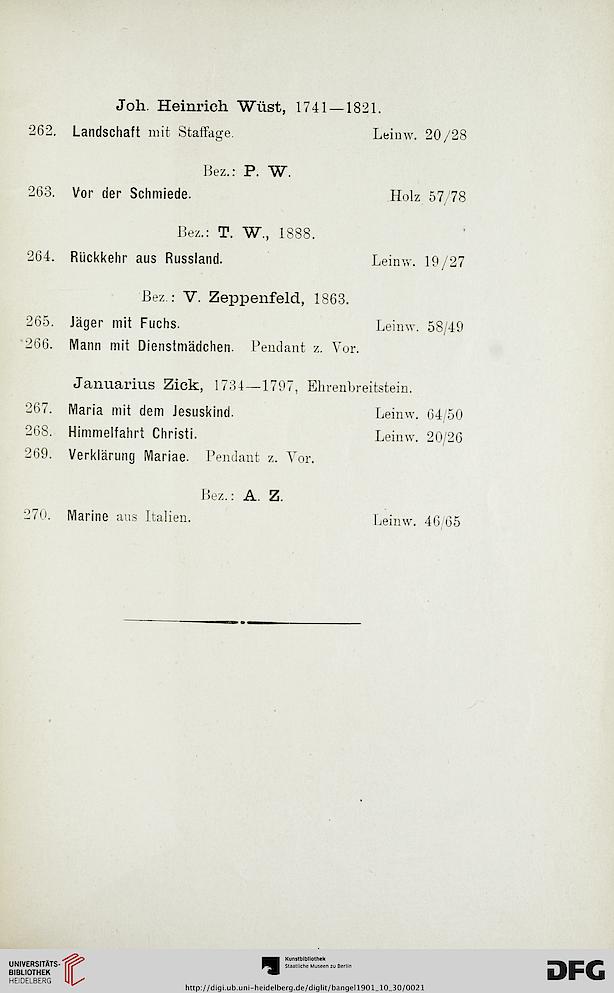 Joh. Heinrich Wüst, 1741—1821.
262. Landschaft mit Staffage. Leinw. 20/28
Bez.: P. W.
263. Vor der Schmiede. Holz 57/78
Bez.: T. W., 1888.
264. Rückkehr aus Russland. Leinw. 19/27
Bez.: V. Zeppenfeld, 1863.
265. Jäger mit Fuchs. Leinw. 58/49
266. Mann mit Dienstmädchen. Pendant z. Vor.
Januarius Zick, 1734—1797, Ehrenbreitstein.
267. Maria mit dem Jesuskind. Leinw. 64/50
268. Himmelfahrt Christi. Leinw. 20/26
269. Verklärung Mariae. Pendant z. Vor.
Bez.: A. Z.
270. Marine aus Italien. Leinw. 46/65
UNIVERSITÄTS-
BIBLIOTHEK
HEIDELBERG
Kunstbibliothek
Staatliche Museen zu Berlin
DFG
http://digi.ub.uni-heidelberg.de/diglit/bangel1901_10_30/0021